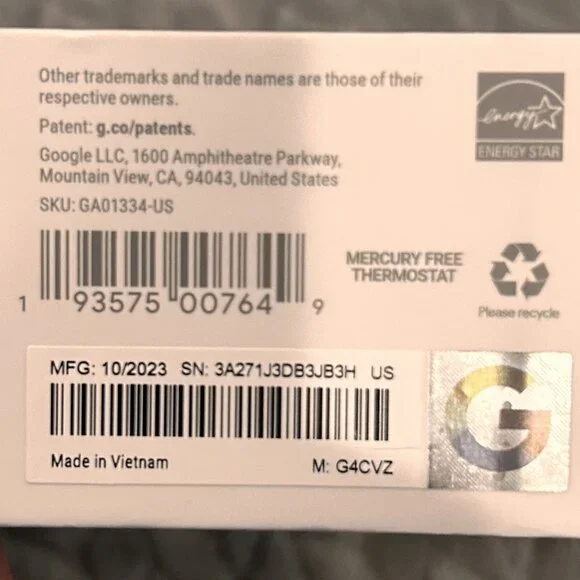 Other trademarks and trade names are those of their
respective owners.
Patent: g.co/patents.
Google LLC, 1600 Amphitheatre Parkway,
Mountain View, CA, 94043, United States
SKU: GA01334-US
energy
ENERGY STAR
1 93575 00764 9
MERCURY FREE
THERMOSTAT
Please recycle
MFG: 10/2023 SN: 3A271J3DB3JB3H US
Made in Vietnam M: G4CVZ
G